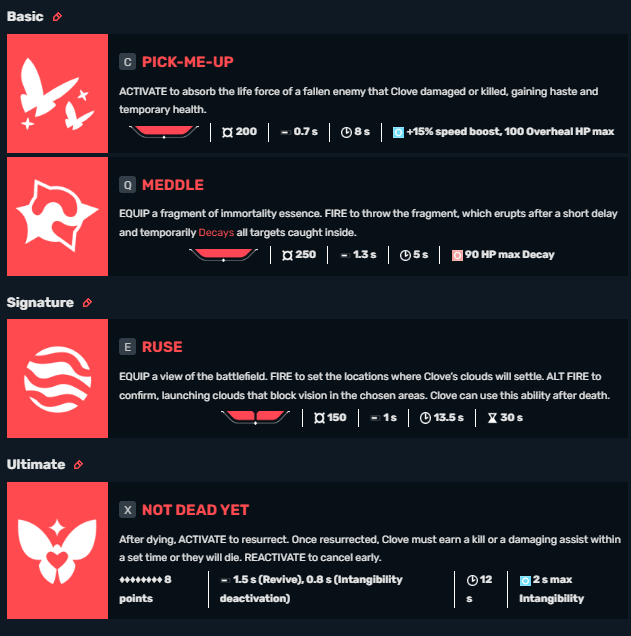 Basic
C PICK-ME-UP
ACTIVATE to absorb the life force of a fallen enemy that Clove damaged or killed, gaining haste and
temporary health.
200 0.7 s 8 s +15% speed boost, 100 Overheal HP max
Q MEDDLE
EQUIP a fragment of immortality essence. FIRE to throw the fragment, which erupts after a short delay
and temporarily Decays all targets caught inside.
250 1.3 s 5 s 90 HP max Decay
Signature
E RUSE
EQUIP a view of the battlefield. FIRE to set the locations where Clove's clouds will settle. ALT FIRE to
confirm, launching clouds that block vision in the chosen areas. Clove can use this ability after death.
150 1 s 13.5 s 30 s
Ultimate
X NOT DEAD YET
After dying, ACTIVATE to resurrect. Once resurrected, Clove must earn a kill or a damaging assist within
a set time or they will die. REACTIVATE to cancel early.
8 1.5 s (Revive), 0.8 s (Intangibility 12 2 s max
points deactivation) s Intangibility